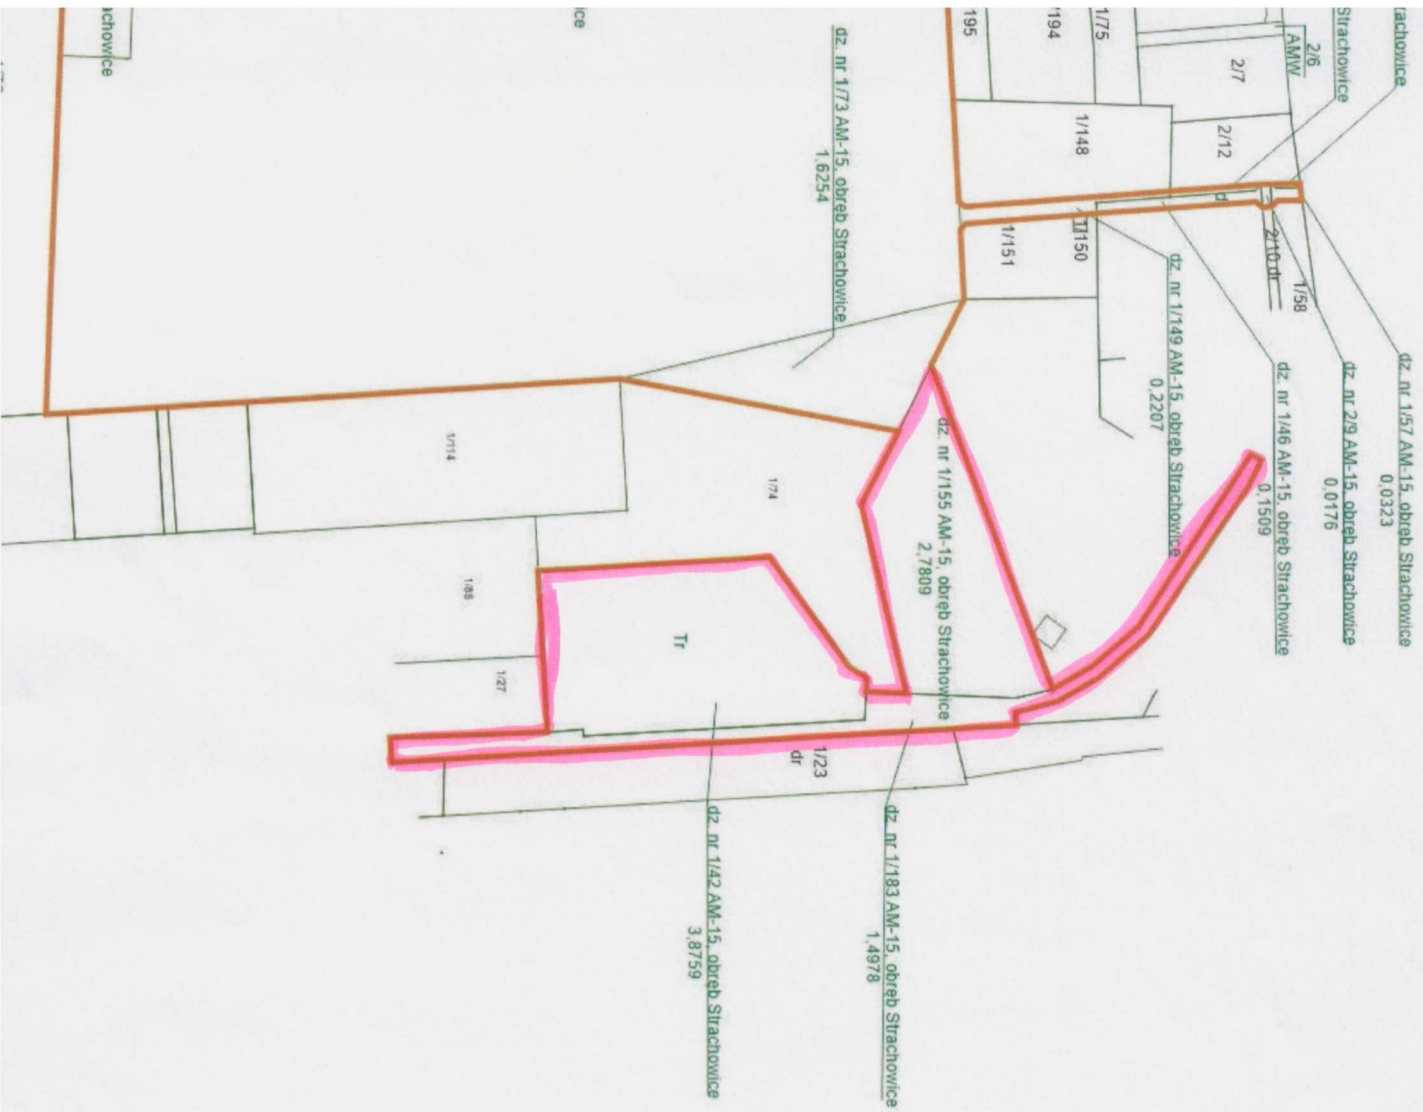 achowice
ice
dz. nr 1/73 AM-15, obręb Strachowice
1,6254
195
1/75
2/6
AMW
2/7
Strachowice
rachowice
1/148
2/12
d
1/151
1/150
2/10 dr
1/58
dz. nr 1/149 AM-15, obręb Strachowice
0,2207
dz. nr 1/46 AM-15, obręb Strachowice
0,1509
dz. nr 2/9 AM-15, obręb Strachowice
0,0176
dz. nr 1/57 AM-15, obręb Strachowice
0,0323
dz. nr 1/155 AM-15, obręb Strachowice
2,7809
1/114
1/74
Tr
1/27
1/23
dr
dz. nr 1/42 AM-15, obręb Strachowice
3,8759
dz. nr 1/183 AM-15, obręb Strachowice
1,4978